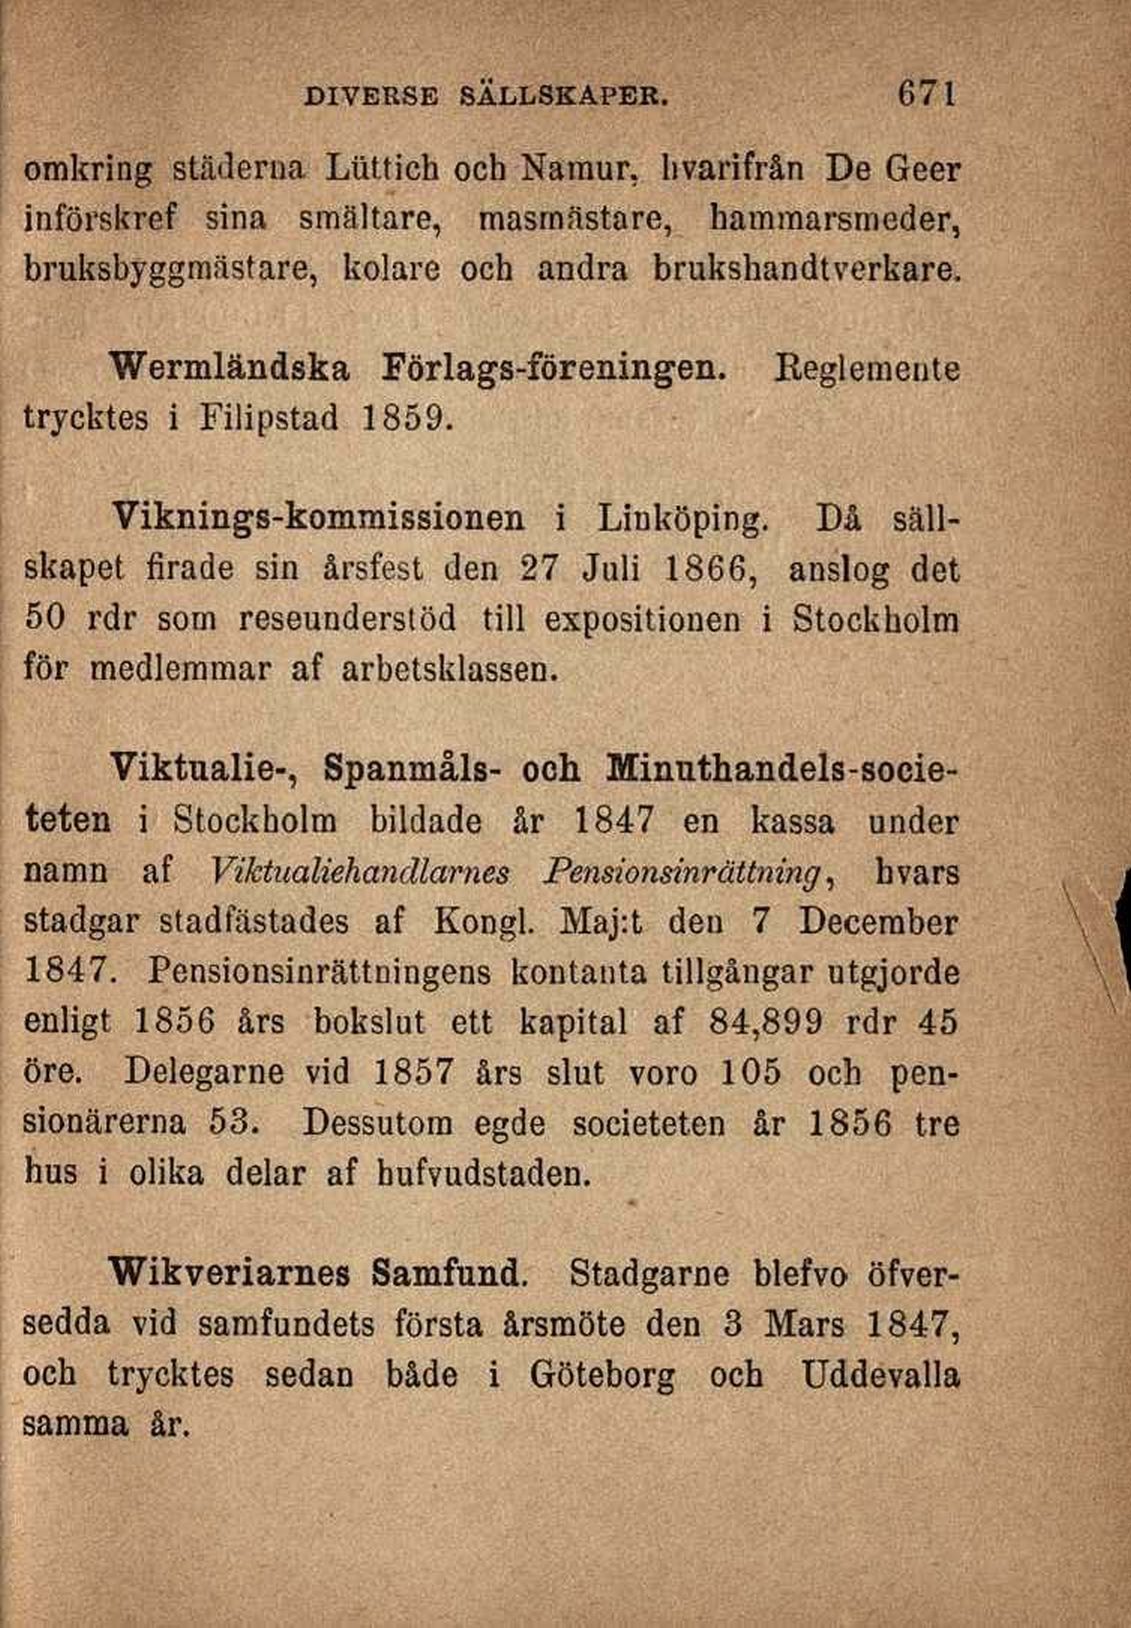 DIVERSE SÄLLSKAPER. 671
omkring städerna Lüttich och Namur, hvarifrån De Geer
införskref sina smältare, masmästare, hammarsmeder,
bruksbyggmästare, kolare och andra brukshandtverkare.
Wermländska Förlags-föreningen. Reglemente
trycktes i Filipstad 1859.
Viknings-kommissionen i Linköping. Då säll-
skapet firade sin årsfest den 27 Juli 1866, anslog det
50 rdr som reseunderstöd till expositionen i Stockholm
för medlemmar af arbetsklassen.
Viktualie-, Spanmåls- och Minuthandels-socie-
teten i Stockholm bildade år 1847 en kassa under
namn af Viktualiehandlarnes Pensionsinrättning, hvars
stadgar stadfästades af Kongl. Maj:t den 7 December
1847. Pensionsinrättningens kontanta tillgångar utgjorde
enligt 1856 års bokslut ett kapital af 84,899 rdr 45
öre. Delegarne vid 1857 års slut voro 105 och pen-
sionärerna 53. Dessutom egde societeten år 1856 tre
hus i olika delar af hufvudstaden.
Wikveriarnes Samfund. Stadgarne blefvo öfver-
sedda vid samfundets första årsmöte den 3 Mars 1847,
och trycktes sedan både i Göteborg och Uddevalla
samma år.